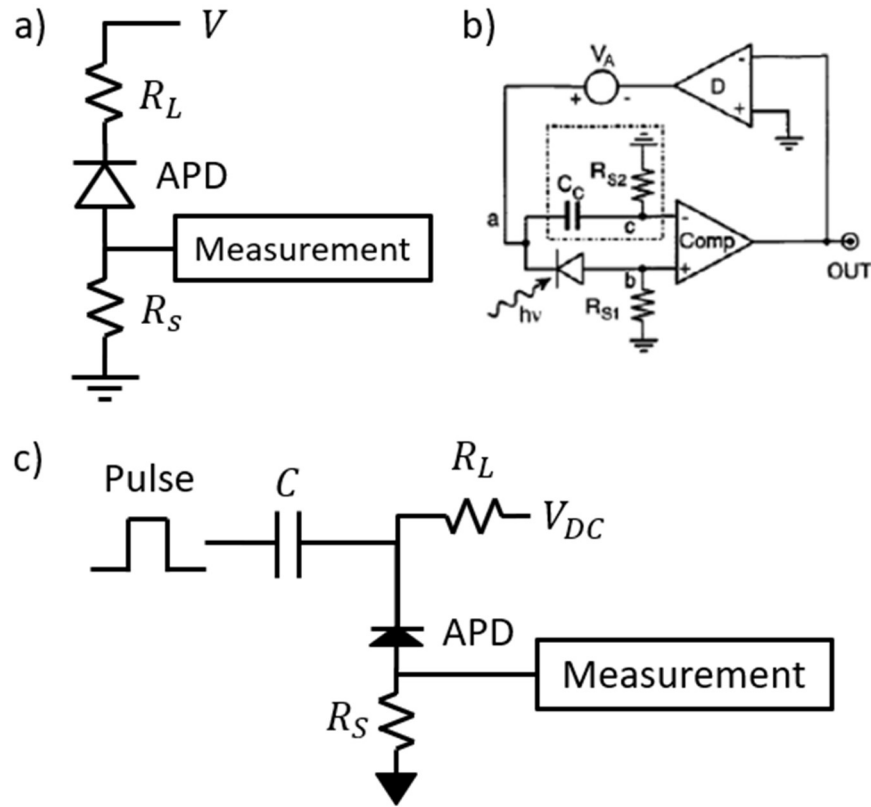 a)
V
R_L
APD
Measurement
R_s
b)
V_A
+ -
D
-
+
R_S2
C_C
a
c
-
Comp
+
b
OUT
hν
R_S1
c)
Pulse
C
R_L
V_DC
APD
Measurement
R_S